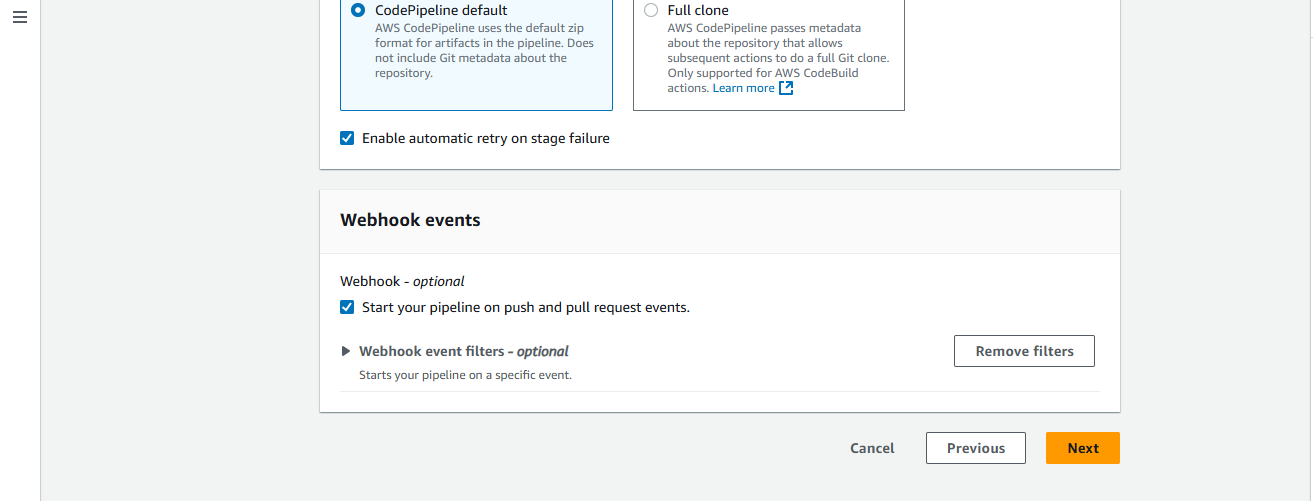 CodePipeline default
AWS CodePipeline uses the default zip
format for artifacts in the pipeline. Does
not include Git metadata about the
repository.
Full clone
AWS CodePipeline passes metadata
about the repository that allows
subsequent actions to do a full Git clone.
Only supported for AWS CodeBuild
actions. Learn more
Enable automatic retry on stage failure
Webhook events
Webhook - optional
Start your pipeline on push and pull request events.
Webhook event filters - optional
Remove filters
Starts your pipeline on a specific event.
Cancel
Previous
Next